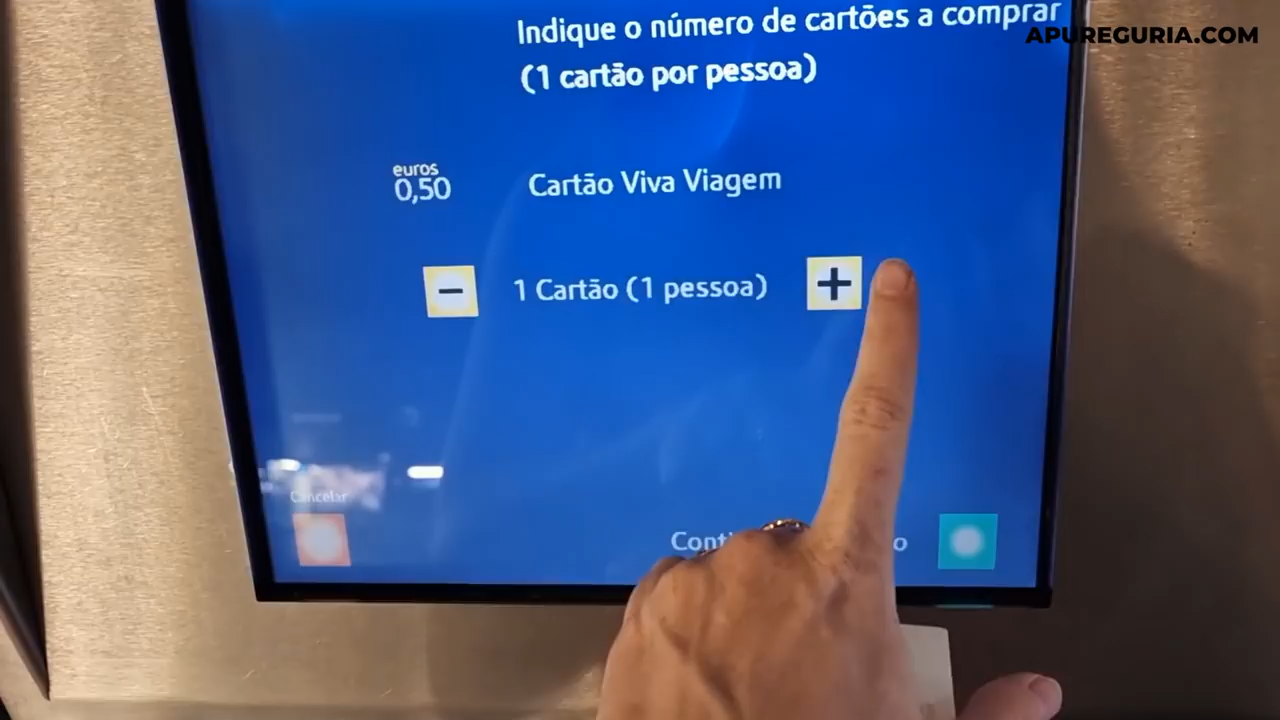 Indique o número de cartões a comprar
APUREGURIA.COM
(1 cartão por pessoa)
euros
0,50
Cartão Viva Viagem
1 Cartão (1 pessoa)
Cancelar